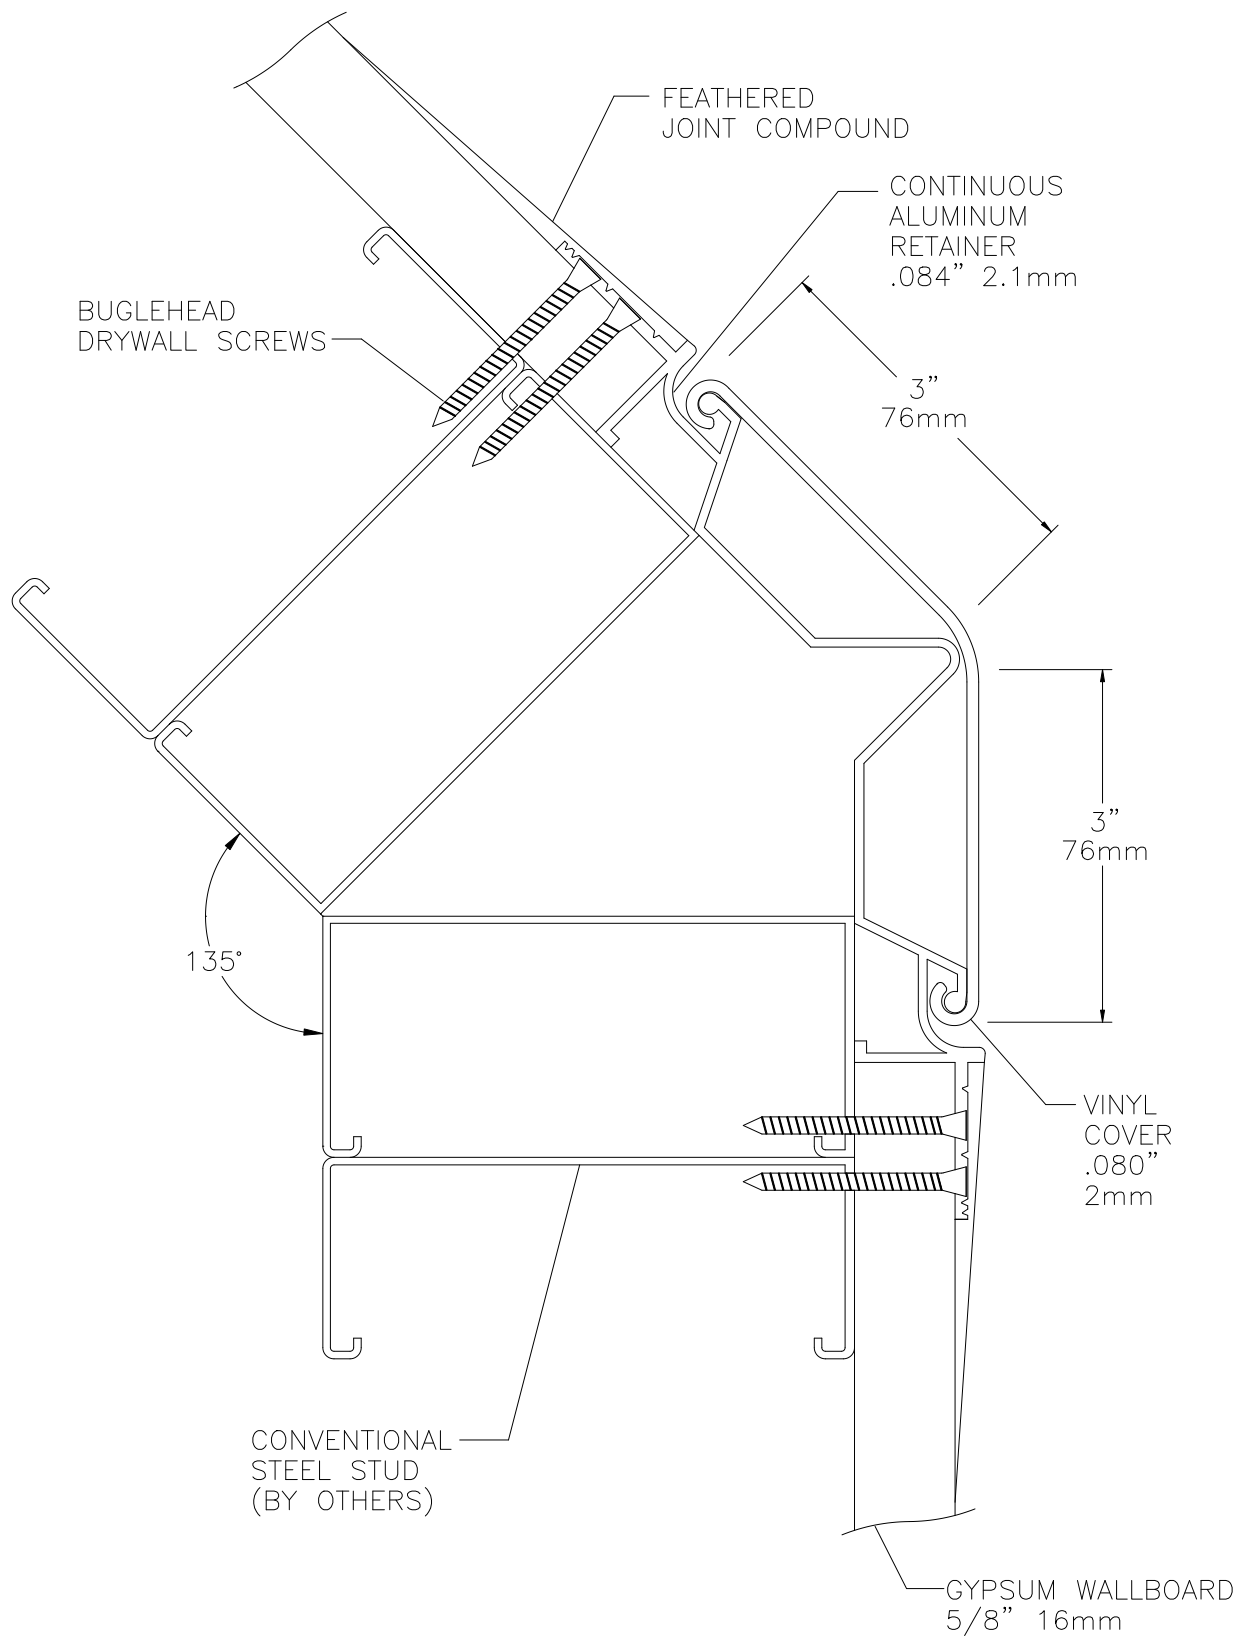 FEATHERED
JOINT COMPOUND
CONTINUOUS
ALUMINUM
RETAINER
.084” 2.1mm
BUGLEHEAD
DRYWALL SCREWS
3”
76mm
3”
76mm
135°
VINYL
COVER
.080”
2mm
CONVENTIONAL
STEEL STUD
(BY OTHERS)
GYPSUM WALLBOARD
5/8” 16mm